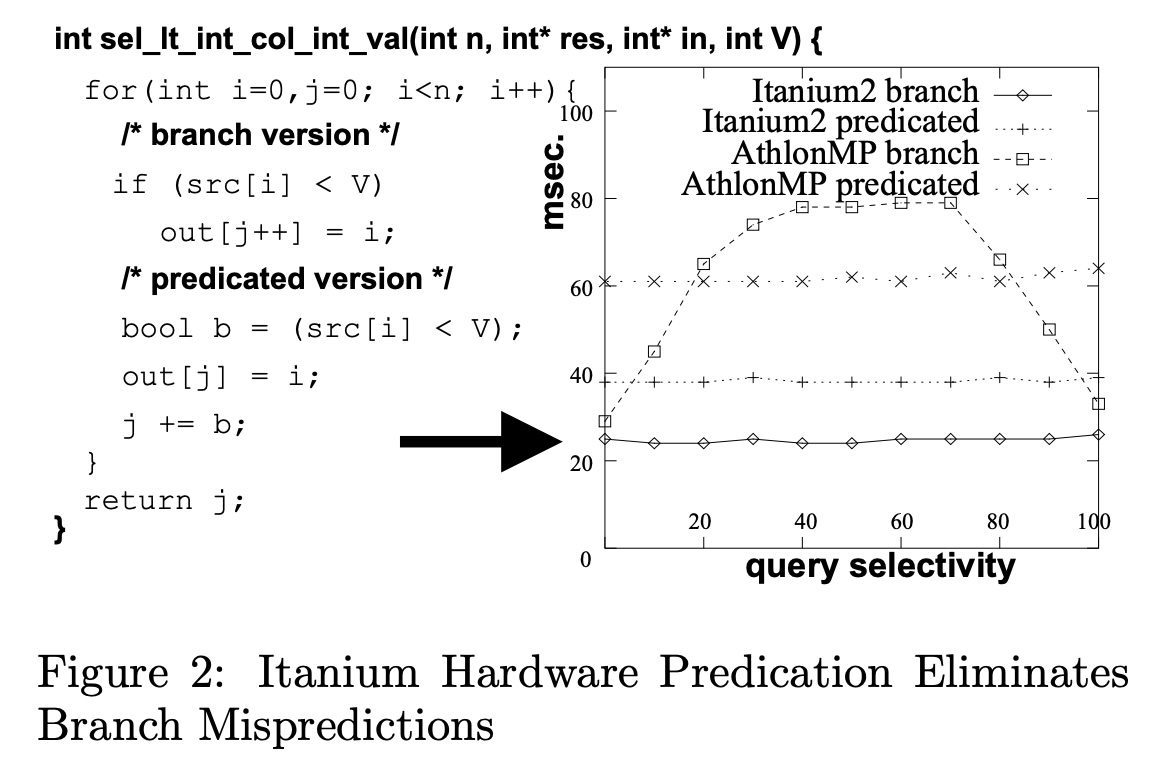 int sel_lt_int_col_int_val(int n, int* res, int* in, int V) {
for(int i=0,j=0; i<n; i++){
/* branch version */
if (src[i] < V)
out[j++] = i;
/* predicated version */
bool b = (src[i] < V);
out[j] = i;
j += b;
}
return j;
}
msec.
100
80
60
40
20
0
Itanium2 branch
Itanium2 predicated
AthlonMP branch
AthlonMP predicated
20 40 60 80 100
query selectivity
Figure 2: Itanium Hardware Predication Eliminates
Branch Mispredictions